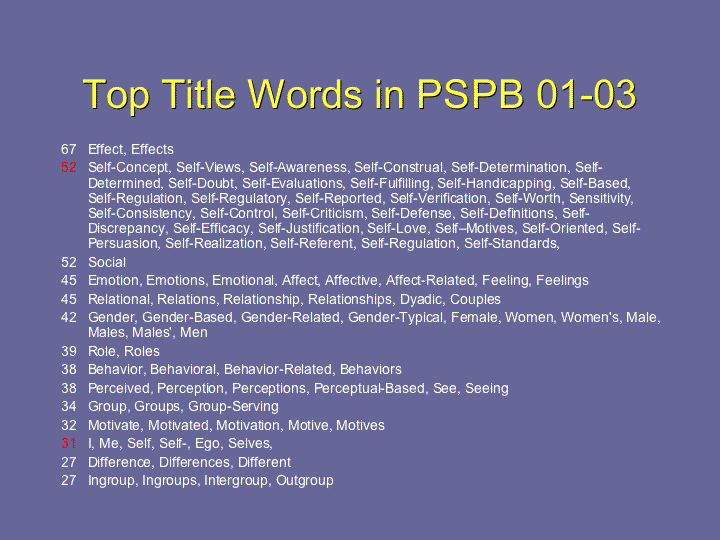 Top Title Words in PSPB 01-03
67 Effect, Effects
52 Self-Concept, Self-Views, Self-Awareness, Self-Construal, Self-Determination, Self-
Determined, Self-Doubt, Self-Evaluations, Self-Fulfilling, Self-Handicapping, Self-Based,
Self-Regulation, Self-Regulatory, Self-Reported, Self-Verification, Self-Worth, Sensitivity,
Self-Consistency, Self-Control, Self-Criticism, Self-Defense, Self-Definitions, Self-
Discrepancy, Self-Efficacy, Self-Justification, Self-Love, Self–Motives, Self-Oriented, Self-
Persuasion, Self-Realization, Self-Referent, Self-Regulation, Self-Standards,
52 Social
45 Emotion, Emotions, Emotional, Affect, Affective, Affect-Related, Feeling, Feelings
45 Relational, Relations, Relationship, Relationships, Dyadic, Couples
42 Gender, Gender-Based, Gender-Related, Gender-Typical, Female, Women, Women's, Male,
Males, Males', Men
39 Role, Roles
38 Behavior, Behavioral, Behavior-Related, Behaviors
38 Perceived, Perception, Perceptions, Perceptual-Based, See, Seeing
34 Group, Groups, Group-Serving
32 Motivate, Motivated, Motivation, Motive, Motives
31 I, Me, Self, Self-, Ego, Selves,
27 Difference, Differences, Different
27 Ingroup, Ingroups, Intergroup, Outgroup